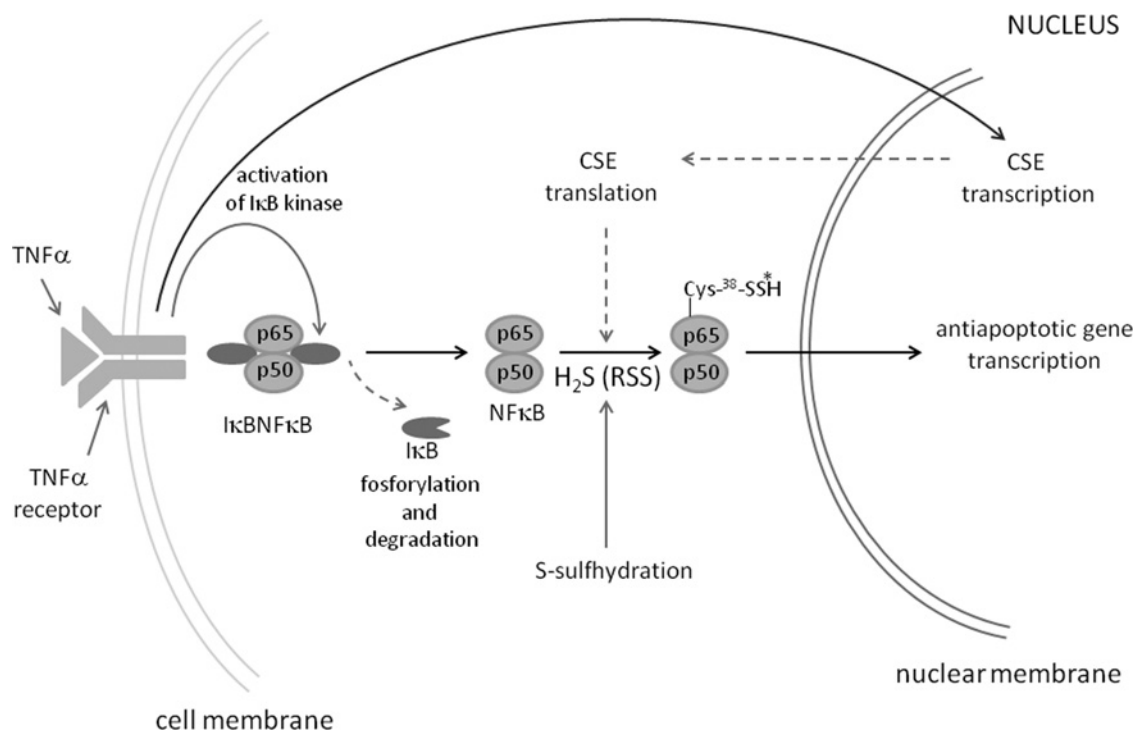 NUCLEUS
CSE
translation
CSE
transcription
activation
of IκB kinase
TNFα
Cys-³⁸-SSH
*
p65
p50
p65
p50
p65
p50
H₂S (RSS)
antiapoptotic gene
transcription
IκBNFκB
NFκB
IκB
fosforylation
and
degradation
TNFα
receptor
S-sulfhydration
nuclear membrane
cell membrane